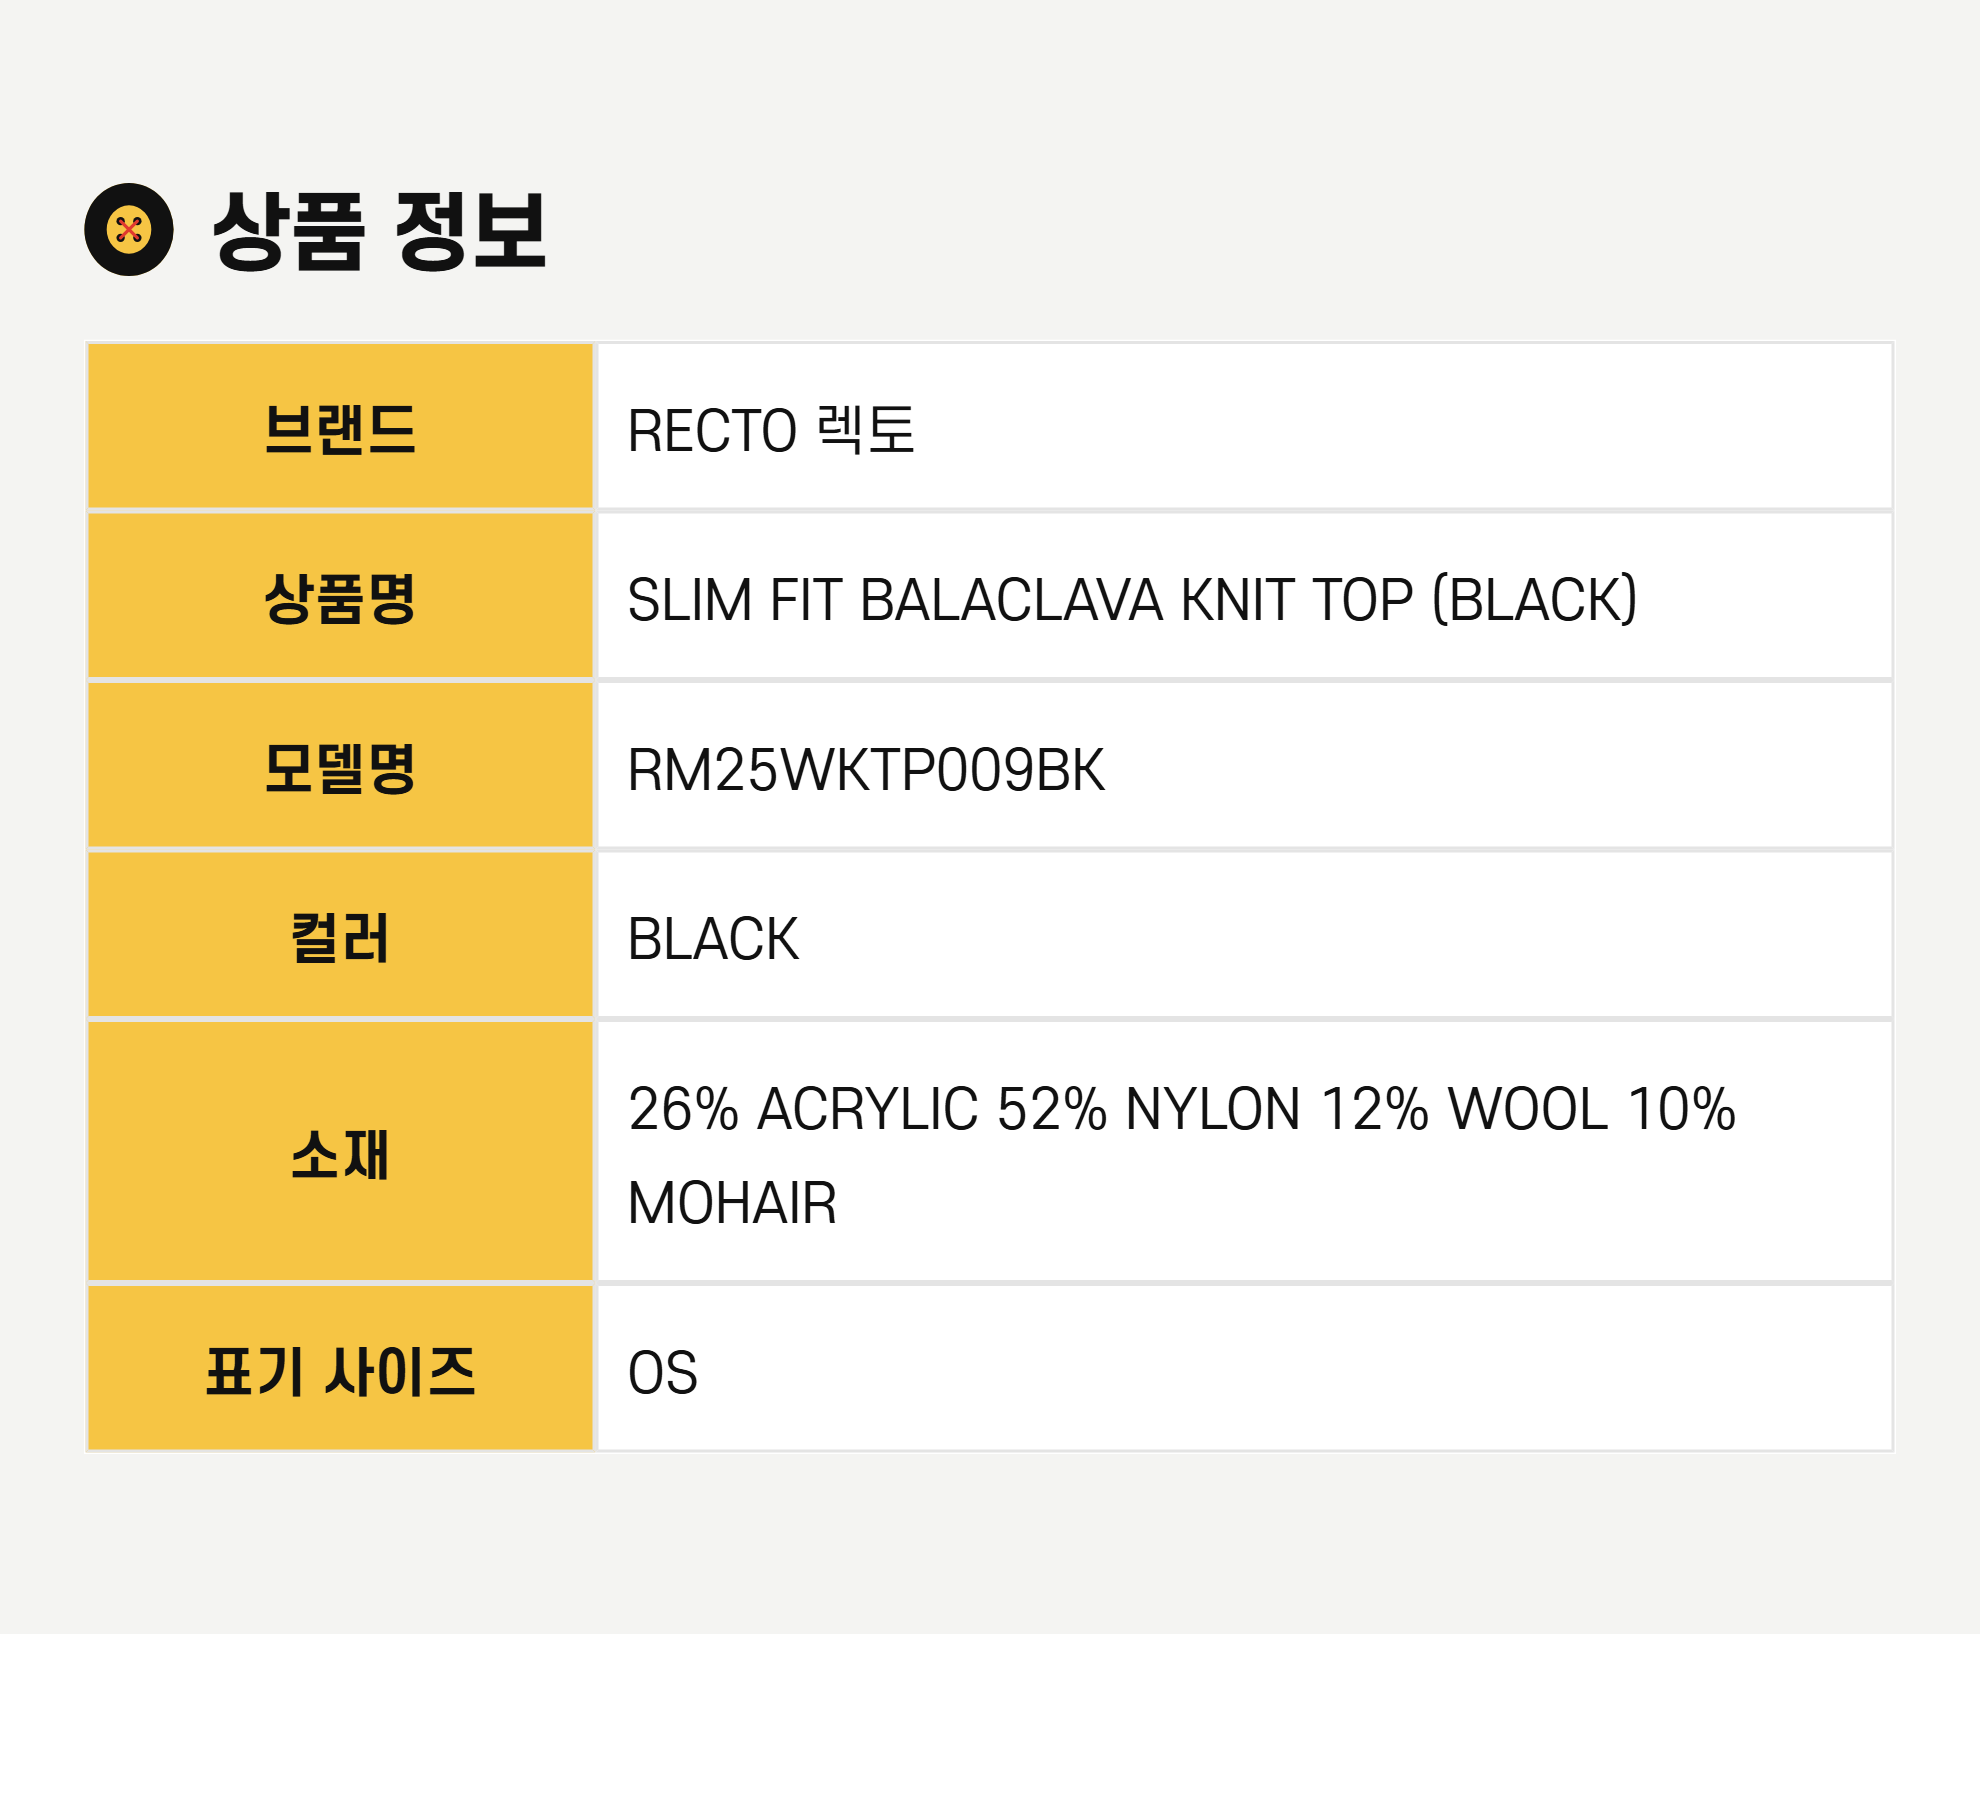 상품 정보
브랜드
RECTO 렉토
상품명
SLIM FIT BALACLAVA KNIT TOP (BLACK)
모델명
RM25WKTP009BK
컬러
BLACK
소재
26% ACRYLIC 52% NYLON 12% WOOL 10%
MOHAIR
표기 사이즈
OS